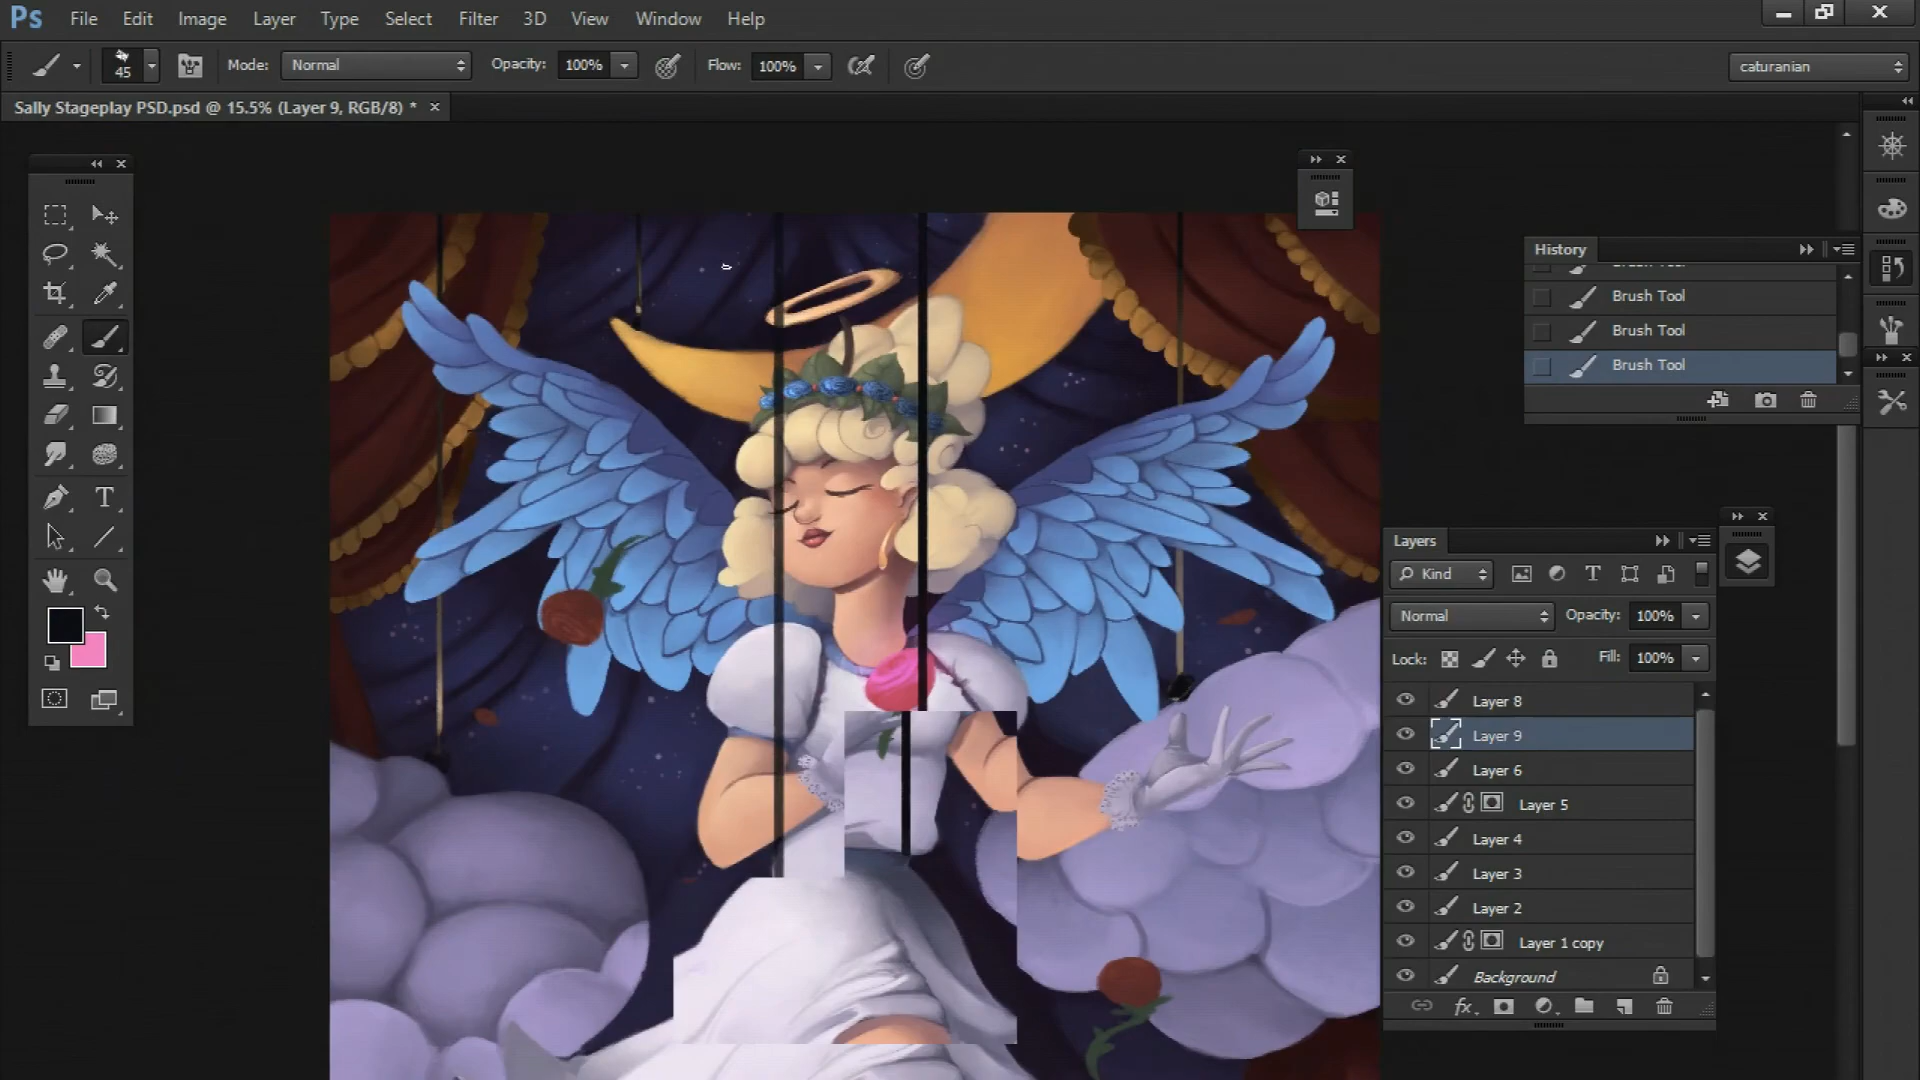 Ps File Edit Image Layer Type Select Filter 3D View Window Help
45 Mode: Normal Opacity: 100% Flow: 100% caturanian
Sally Stageplay PSD.psd @ 15.5% (Layer 9, RGB/8) *
History
Brush Tool
Brush Tool
Brush Tool
Brush Tool
Layers
Kind
Normal Opacity: 100%
Lock: Fill: 100%
Layer 8
Layer 9
Layer 6
Layer 5
Layer 4
Layer 3
Layer 2
Layer 1 copy
Background